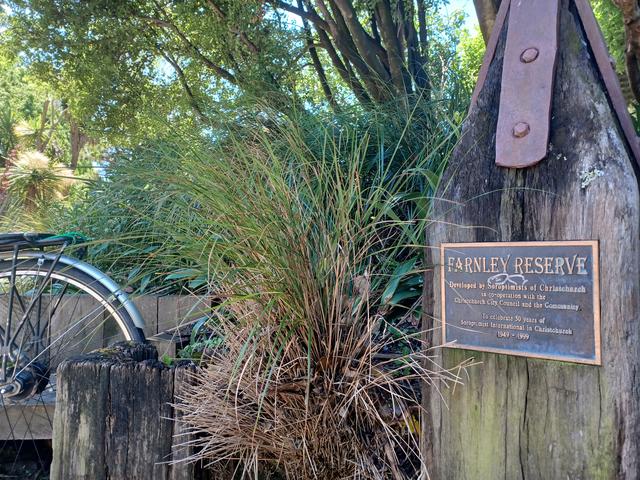 FARNLEY RESERVE
Developed by Soroptimists of Christchurch
in co-operation with the
Christchurch City Council and the Community.
To celebrate 50 years of
Soroptimist International in Christchurch
1949 - 1999